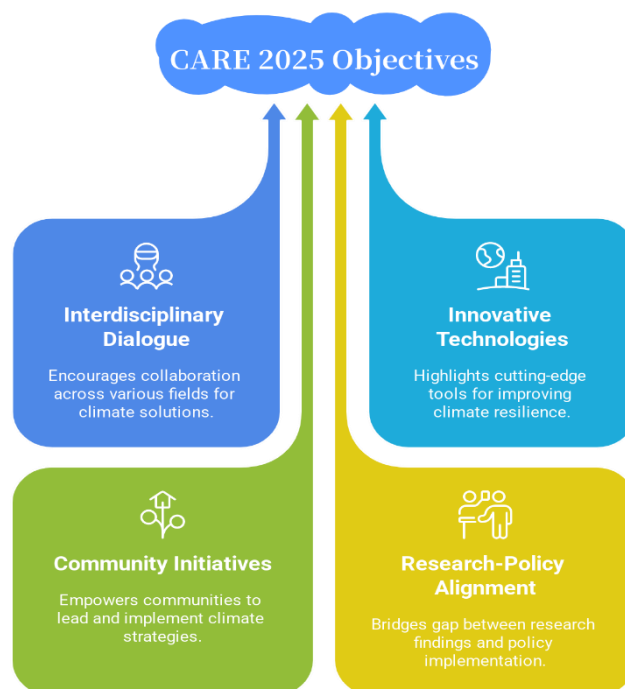 CARE 2025 Objectives
Interdisciplinary
Dialogue
Encourages collaboration
across various fields for
climate solutions.
Innovative
Technologies
Highlights cutting-edge
tools for improving
climate resilience.
Community Initiatives
Empowers communities to
lead and implement climate
strategies.
Research-Policy
Alignment
Bridges gap between research
findings and policy
implementation.